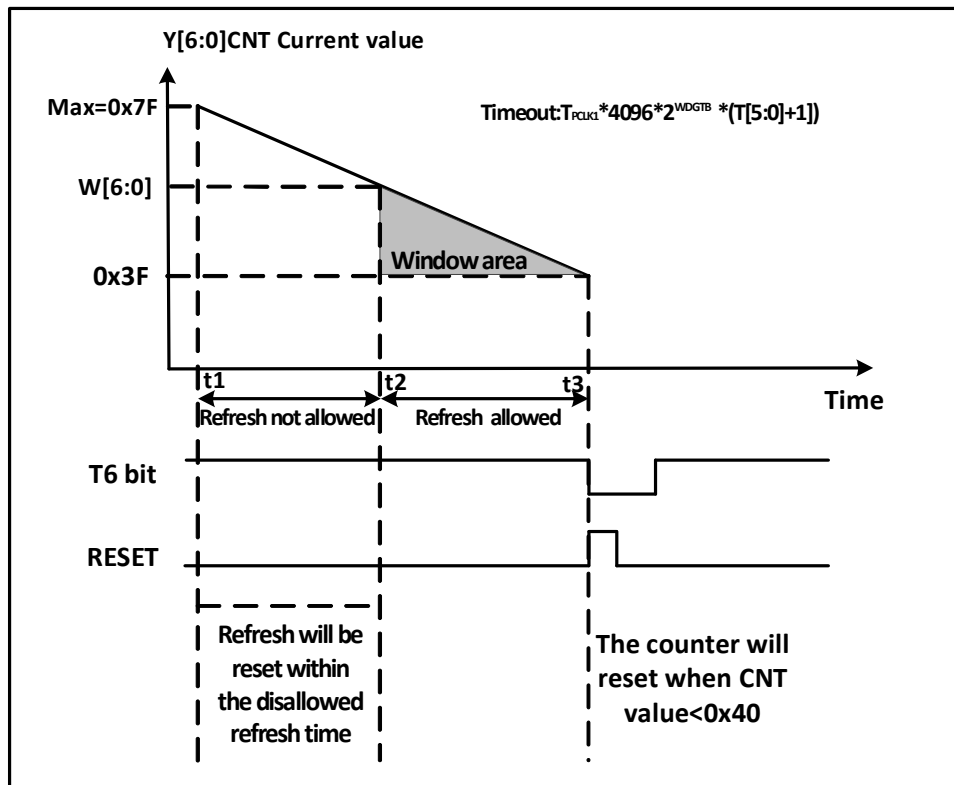 Y[6:0]CNT Current value
Max=0x7F
Timeout:TPCLK1*4096*2^WDGTB *(T[5:0]+1])
W[6:0]
Window area
0x3F
t1
t2
t3
Time
Refresh not allowed
Refresh allowed
T6 bit
RESET
Refresh will be
reset within
the disallowed
refresh time
The counter will
reset when CNT
value<0x40